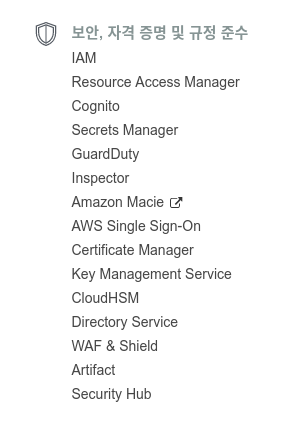 보안, 자격 증명 및 규정 준수
IAM
Resource Access Manager
Cognito
Secrets Manager
GuardDuty
Inspector
Amazon Macie
AWS Single Sign-On
Certificate Manager
Key Management Service
CloudHSM
Directory Service
WAF & Shield
Artifact
Security Hub